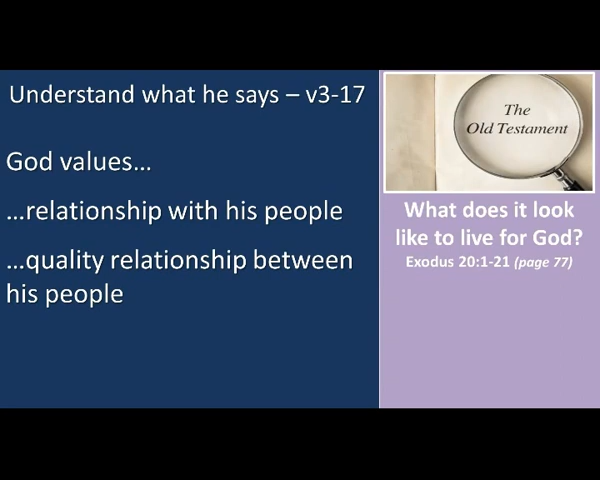 Understand what he says – v3-17
God values…
…relationship with his people
…quality relationship between
his people
The
Old Testament
What does it look
like to live for God?
Exodus 20:1-21 (page 77)